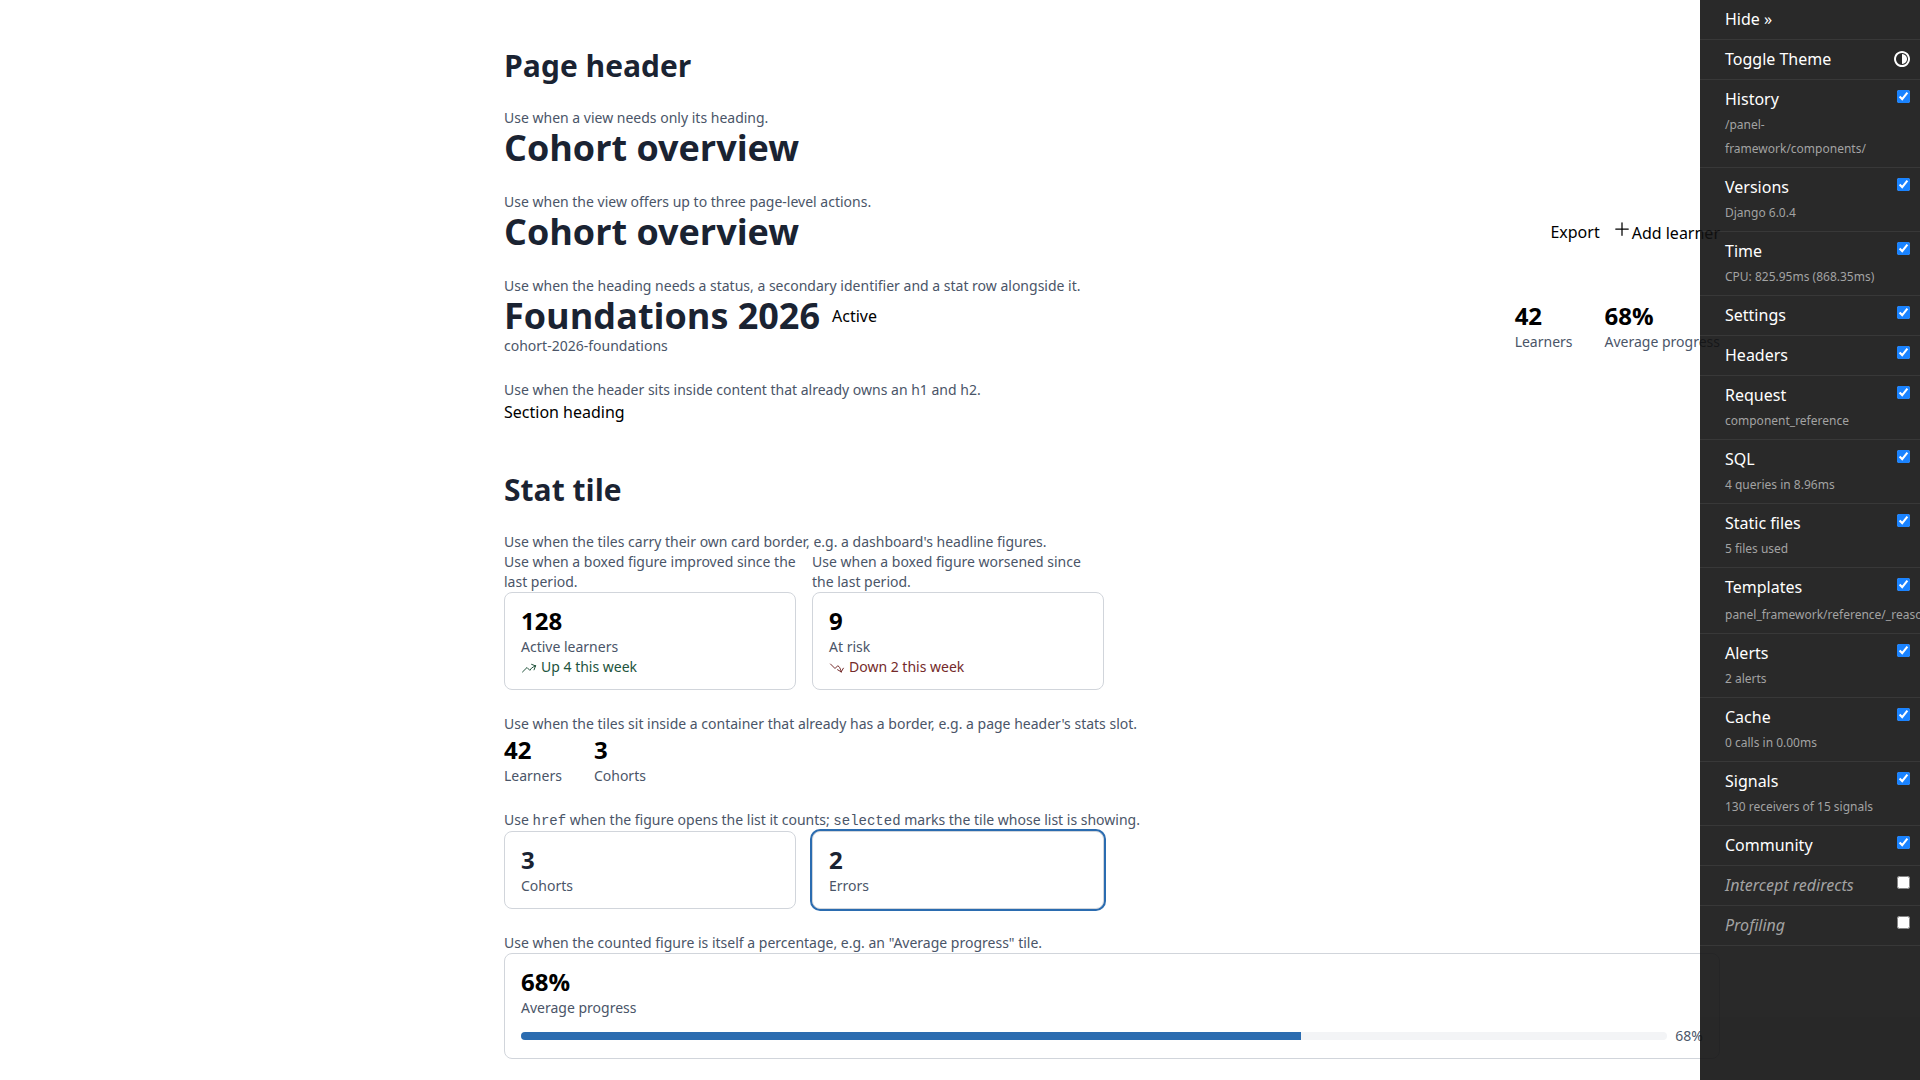 Page header
Use when a view needs only its heading.
Cohort overview
Use when the view offers up to three page-level actions.
Cohort overview
Export
Add learner
Use when the heading needs a status, a secondary identifier and a stat row alongside it.
Foundations 2026 Active
cohort-2026-foundations
42
Learners
68%
Average progress
Use when the header sits inside content that already owns an h1 and h2.
Section heading
Stat tile
Use when the tiles carry their own card border, e.g. a dashboard's headline figures.
Use when a boxed figure improved since the
last period.
128
Active learners
Up 4 this week
Use when a boxed figure worsened since
the last period.
9
At risk
Down 2 this week
Use when the tiles sit inside a container that already has a border, e.g. a page header's stats slot.
42
Learners
3
Cohorts
Use href when the figure opens the list it counts; selected marks the tile whose list is showing.
3
Cohorts
2
Errors
Use when the counted figure is itself a percentage, e.g. an "Average progress" tile.
68%
Average progress
68%
Hide »
Toggle Theme
History
/panel-
framework/components/
Versions
Django 6.0.4
Time
CPU: 825.95ms (868.35ms)
Settings
Headers
Request
component_reference
SQL
4 queries in 8.96ms
Static files
5 files used
Templates
panel_framework/reference/_reaso
Alerts
2 alerts
Cache
0 calls in 0.00ms
Signals
130 receivers of 15 signals
Community
Intercept redirects
Profiling